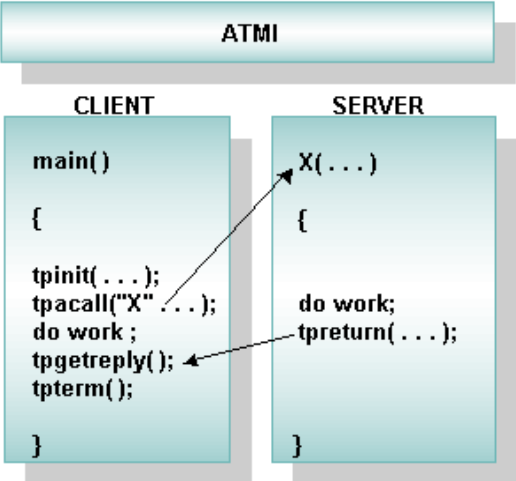 ATMI
CLIENT
main()
{
tpinit(...);
tpacall("X"...);
do work ;
tpgetreply();
tpterm();
}
SERVER
X(...)
{
do work;
tpreturn(...);
}